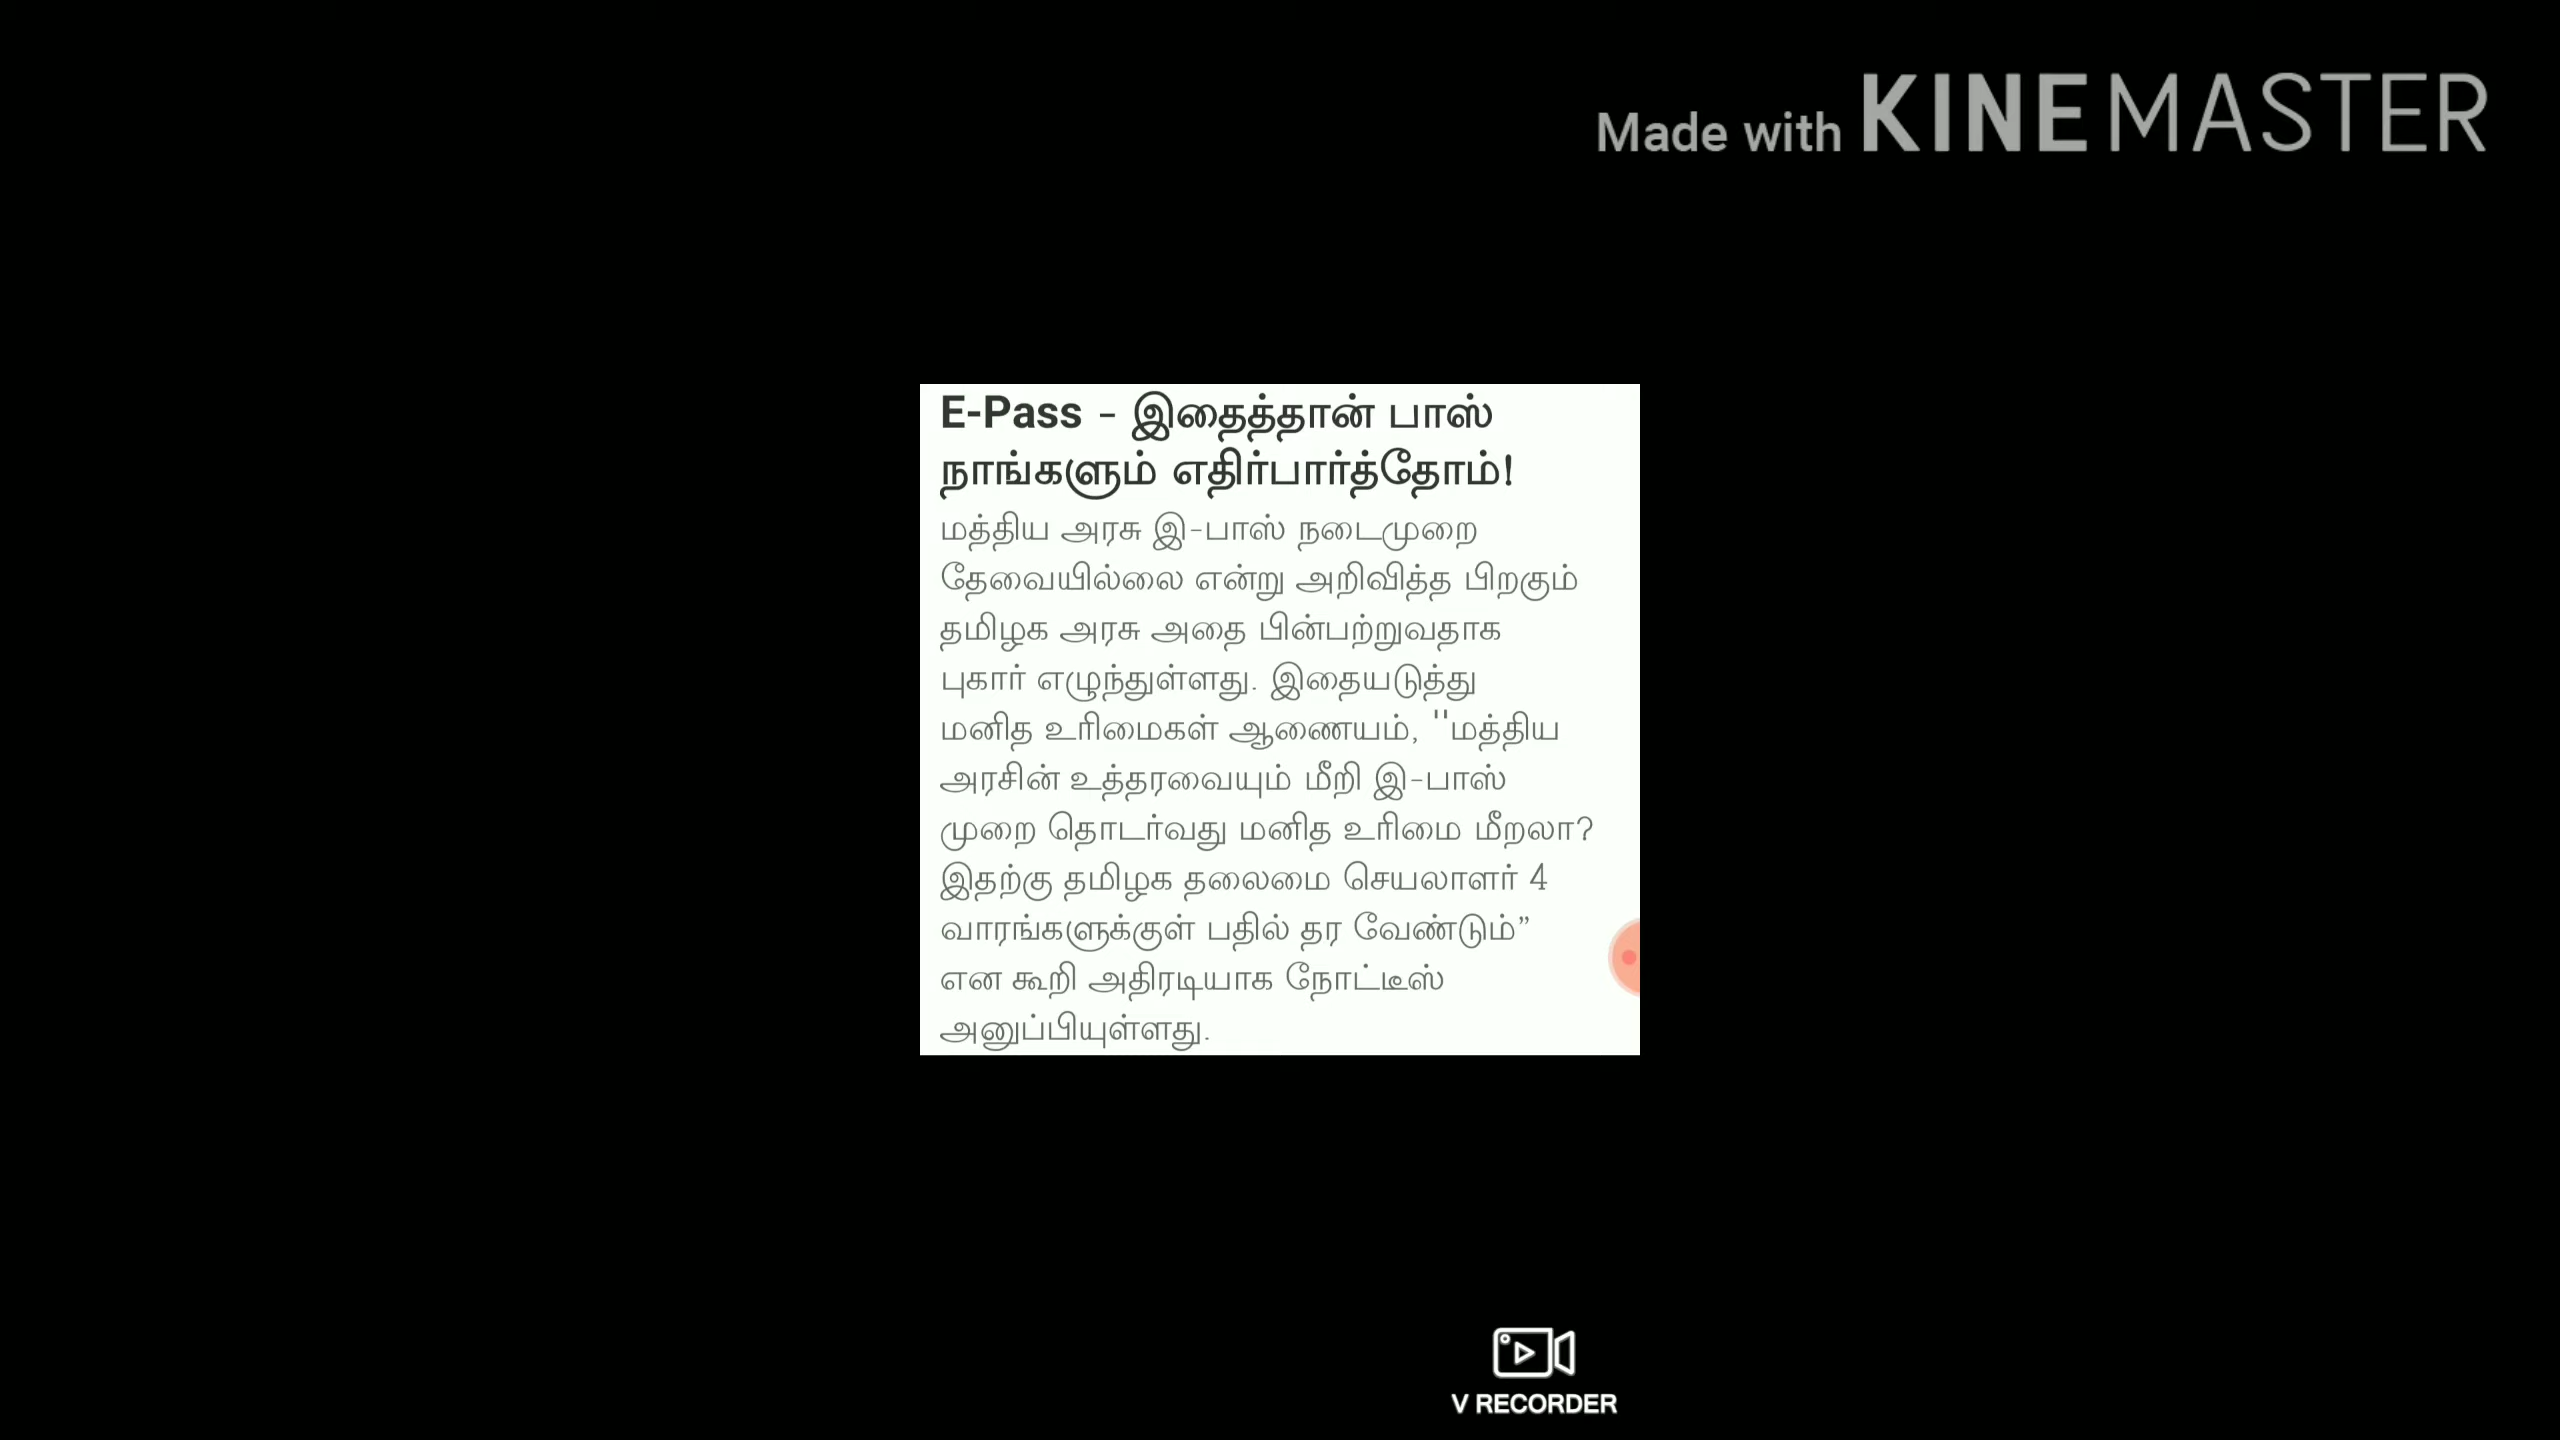 Made with KINEMASTER
E-Pass - இதைத்தான் பாஸ்
நாங்களும் எதிர்பார்த்தோம்!
மத்திய அரசு இ-பாஸ் நடைமுறை
தேவையில்லை என்று அறிவித்த பிறகும்
தமிழக அரசு அதை பின்பற்றுவதாக
புகார் எழுந்துள்ளது. இதையடுத்து
மனித உரிமைகள் ஆணையம், "மத்திய
அரசின் உத்தரவையும் மீறி இ-பாஸ்
முறை தொடர்வது மனித உரிமை மீறலா?
இதற்கு தமிழக தலைமை செயலாளர் 4
வாரங்களுக்குள் பதில் தர வேண்டும்”
என கூறி அதிரடியாக நோட்டீஸ்
அனுப்பியுள்ளது.
V RECORDER